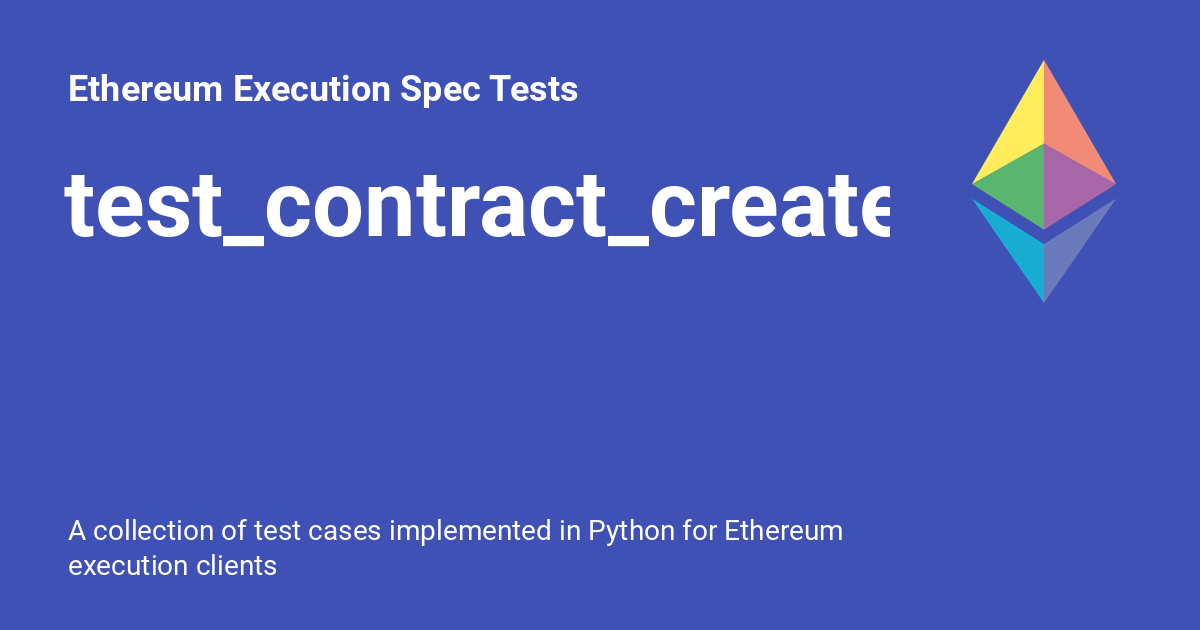 Ethereum Execution Spec Tests
test_contract_create
A collection of test cases implemented in Python for Ethereum
execution clients